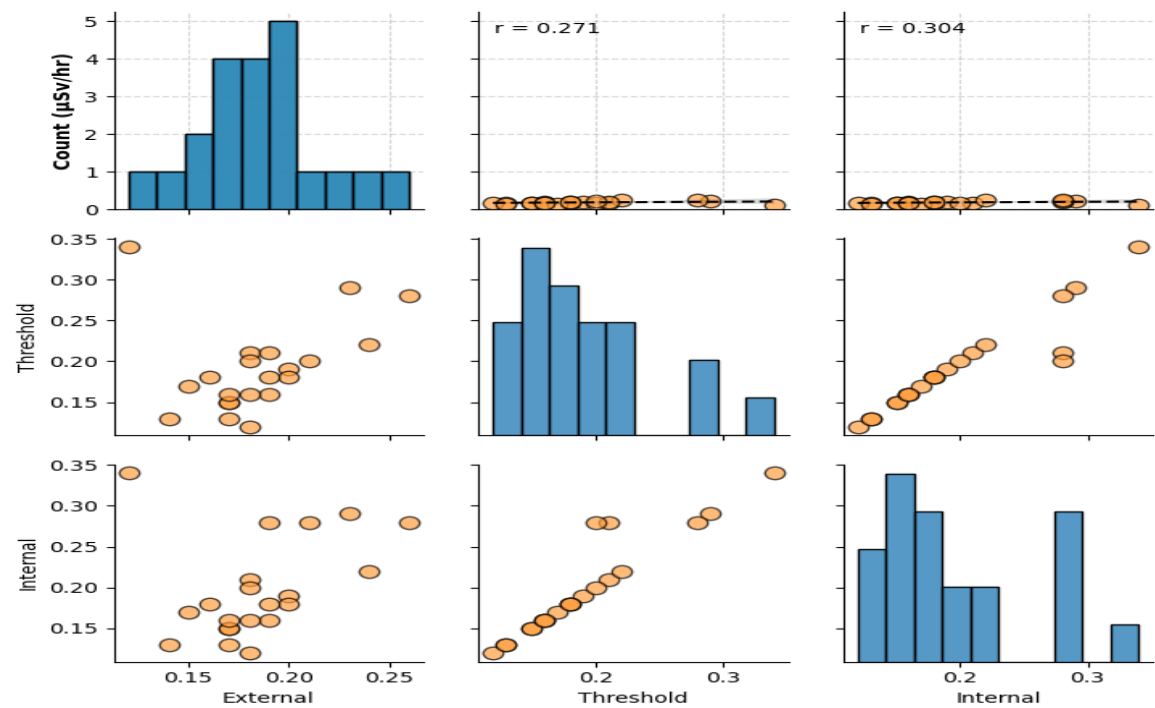 Count (µSv/hr)
5
4
3
2
1
0
r = 0.271
r = 0.304
Threshold
0.35
0.30
0.25
0.20
0.15
Internal
0.35
0.30
0.25
0.20
0.15
0.15 0.20 0.25
External
0.2 0.3
Threshold
0.2 0.3
Internal